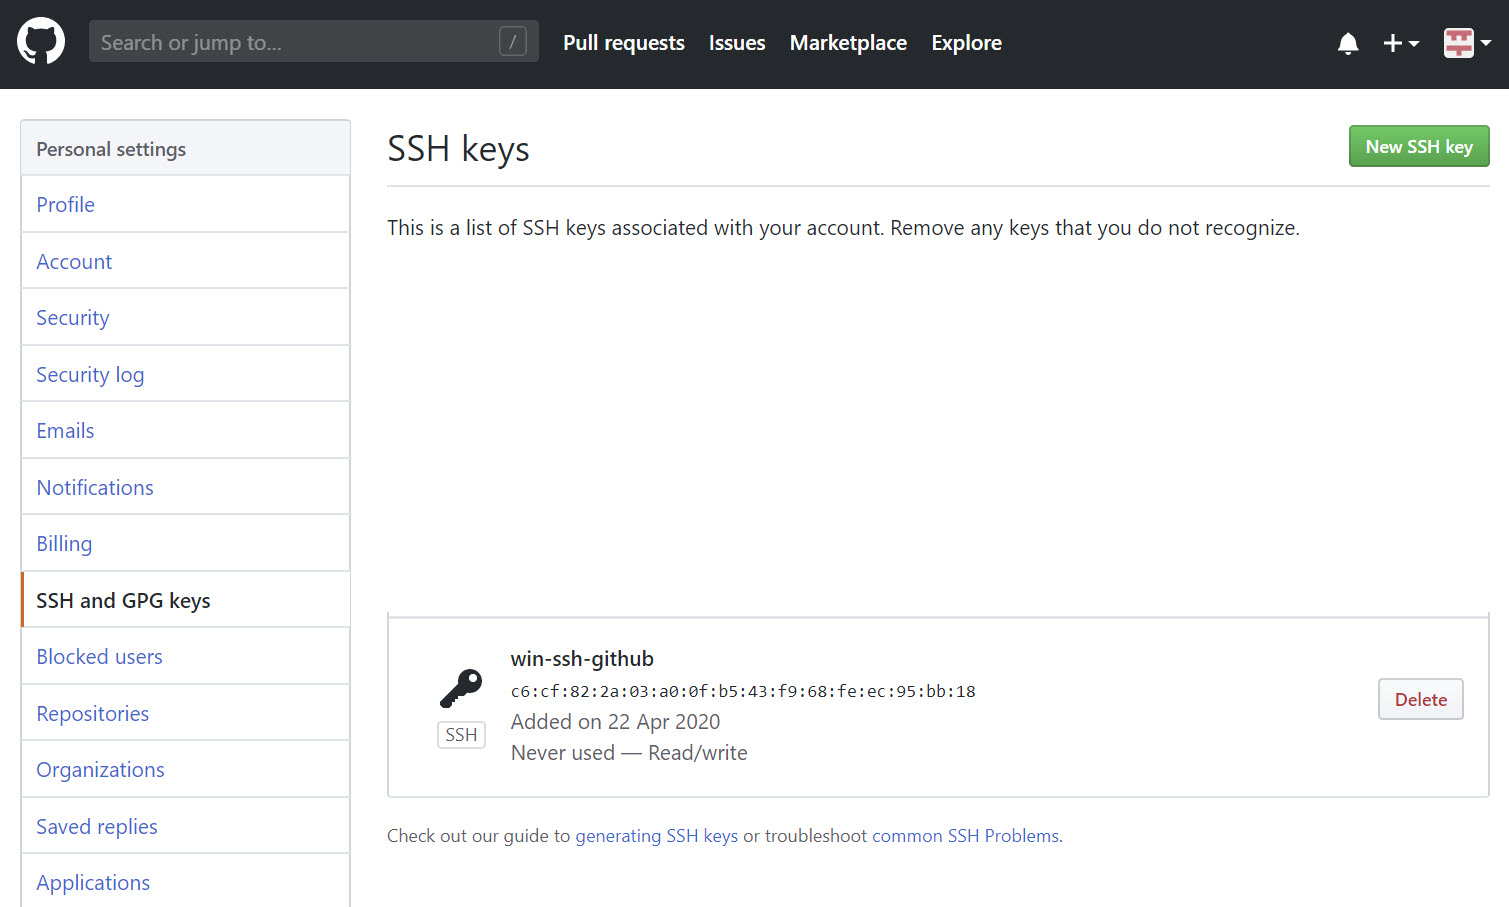 Search or jump to...
/
Pull requests
Issues
Marketplace
Explore
Personal settings
Profile
Account
Security
Security log
Emails
Notifications
Billing
SSH and GPG keys
Blocked users
Repositories
Organizations
Saved replies
Applications
SSH keys
New SSH key
This is a list of SSH keys associated with your account. Remove any keys that you do not recognize.
SSH
win-ssh-github
c6:cf:82:2a:03:a0:0f:b5:43:f9:68:fe:ec:95:bb:18
Added on 22 Apr 2020
Never used — Read/write
Delete
Check out our guide to generating SSH keys or troubleshoot common SSH Problems.